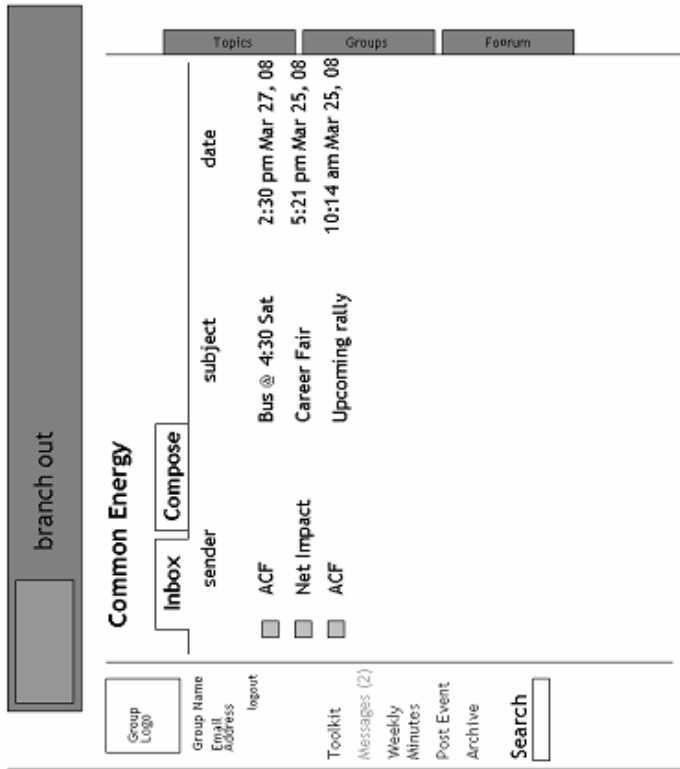 branch out
Topics
Groups
Foornum
Group
Logo
Group Name
Email
Address
logout
Toolkit
Messages (2)
Weekly
Minutes
Post Event
Archive
Search
Common Energy
Inbox Compose
sender subject date
ACF Bus @ 4:30 Sat 2:30 pm Mar 27, 08
Net Impact Career Fair 5:21 pm Mar 25, 08
ACF Upcoming rally 10:14 am Mar 25, 08